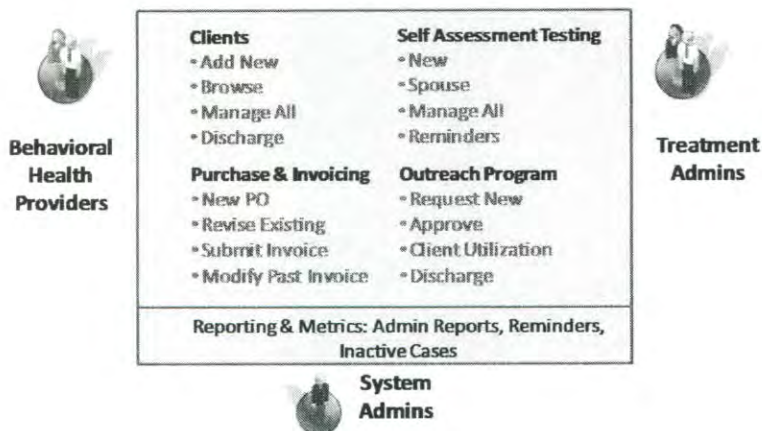 Behavioral
Health
Providers
Clients
• Add New
• Browse
• Manage All
• Discharge
Self Assessment Testing
• New
• Spouse
• Manage All
• Reminders
Purchase & Invoicing
• New PO
• Revise Existing
• Submit Invoice
• Modify Past Invoice
Outreach Program
• Request New
• Approve
• Client Utilization
• Discharge
Reporting & Metrics: Admin Reports, Reminders,
Inactive Cases
Treatment
Admins
System
Admins